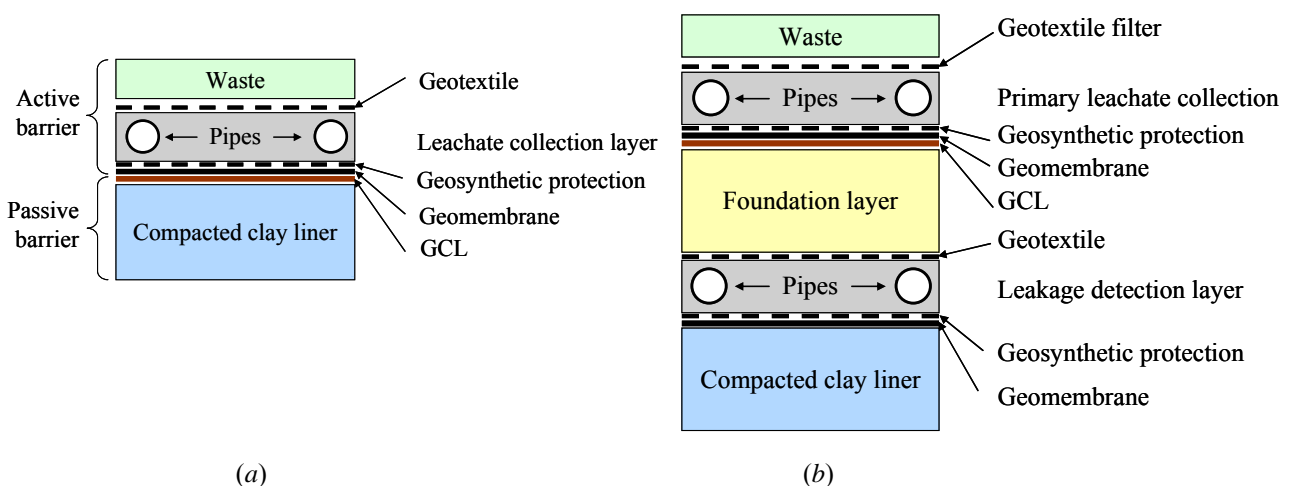 Waste
Active
barrier
Geotextile
Pipes
Leachate collection layer
Geosynthetic protection
Passive
barrier
Compacted clay liner
Geomembrane
GCL
(a)
Waste
Geotextile filter
Pipes
Primary leachate collection
Geosynthetic protection
Geomembrane
GCL
Foundation layer
Geotextile
Pipes
Leakage detection layer
Geosynthetic protection
Compacted clay liner
Geomembrane
(b)